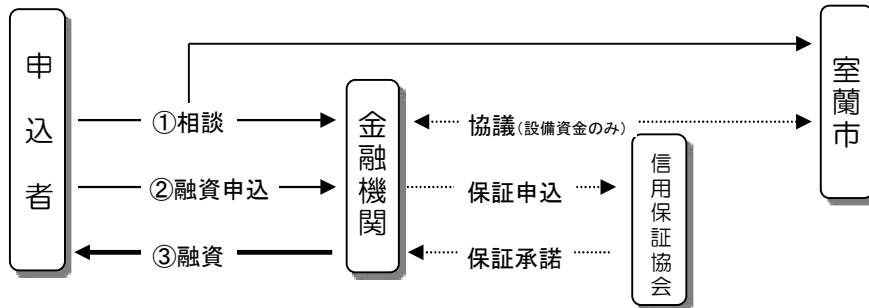 申込者
室蘭市
①相談
金融機関
協議(設備資金のみ)
信用保証協会
②融資申込
保証申込
③融資
保証承諾